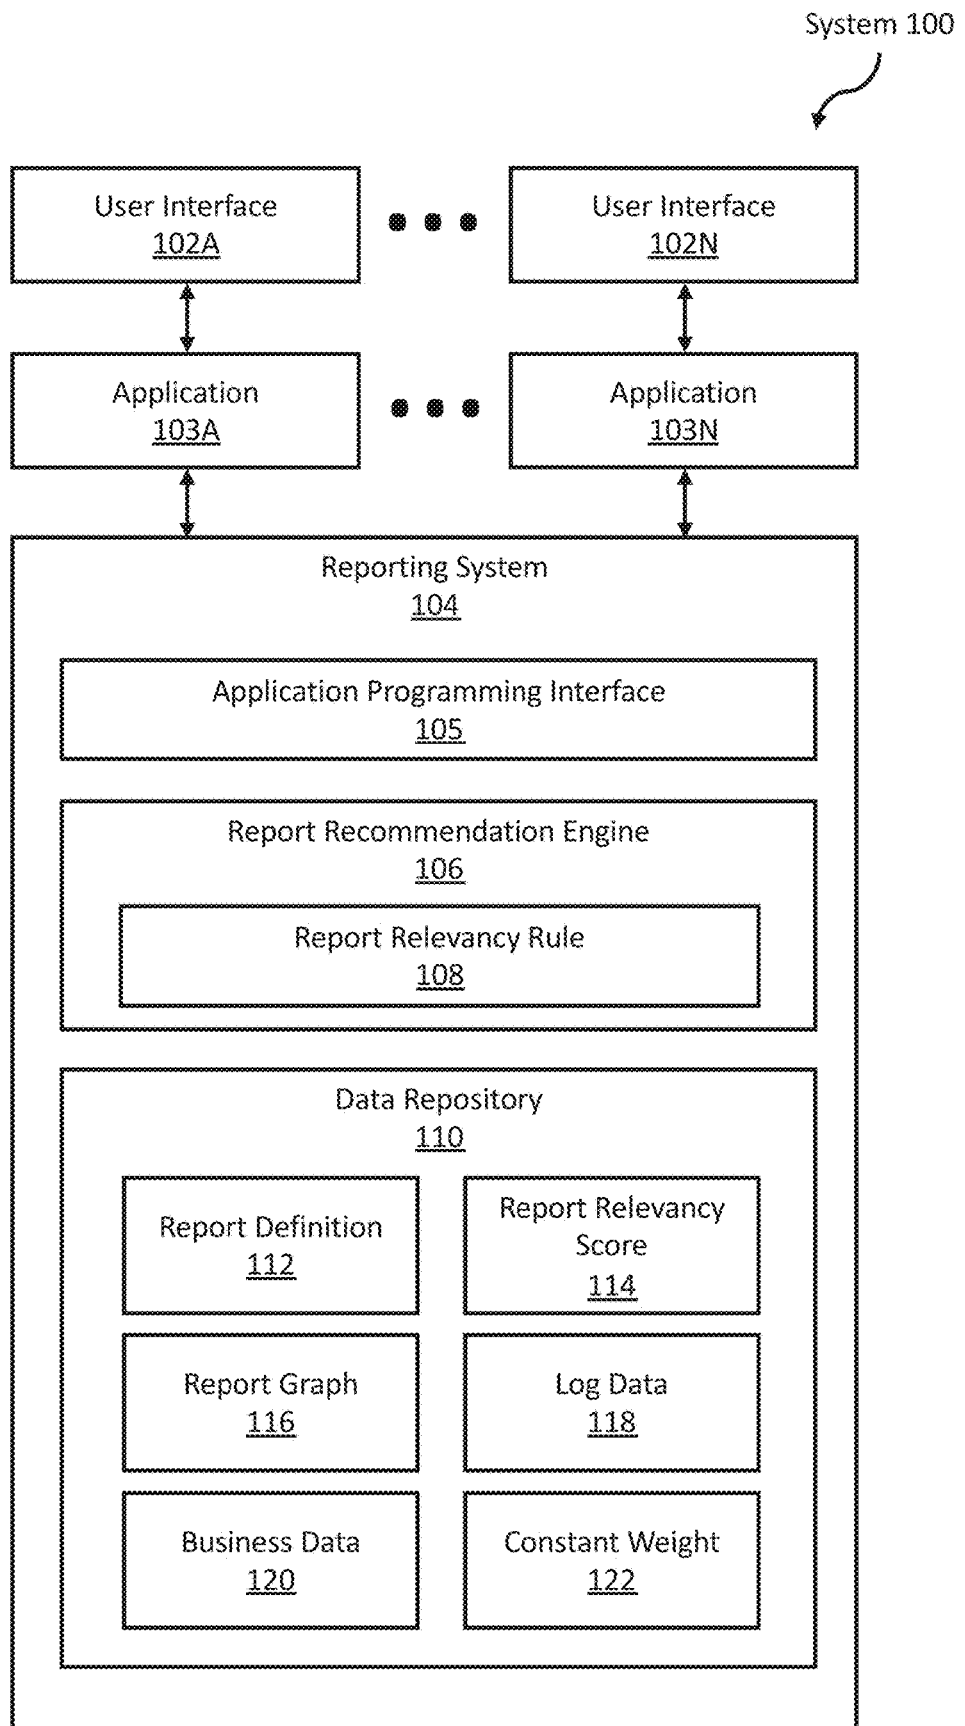 System 100
User Interface
102A
User Interface
102N
Application
103A
Application
103N
Reporting System
104
Application Programming Interface
105
Report Recommendation Engine
106
Report Relevancy Rule
108
Data Repository
110
Report Definition
112
Report Relevancy
Score
114
Report Graph
116
Log Data
118
Business Data
120
Constant Weight
122